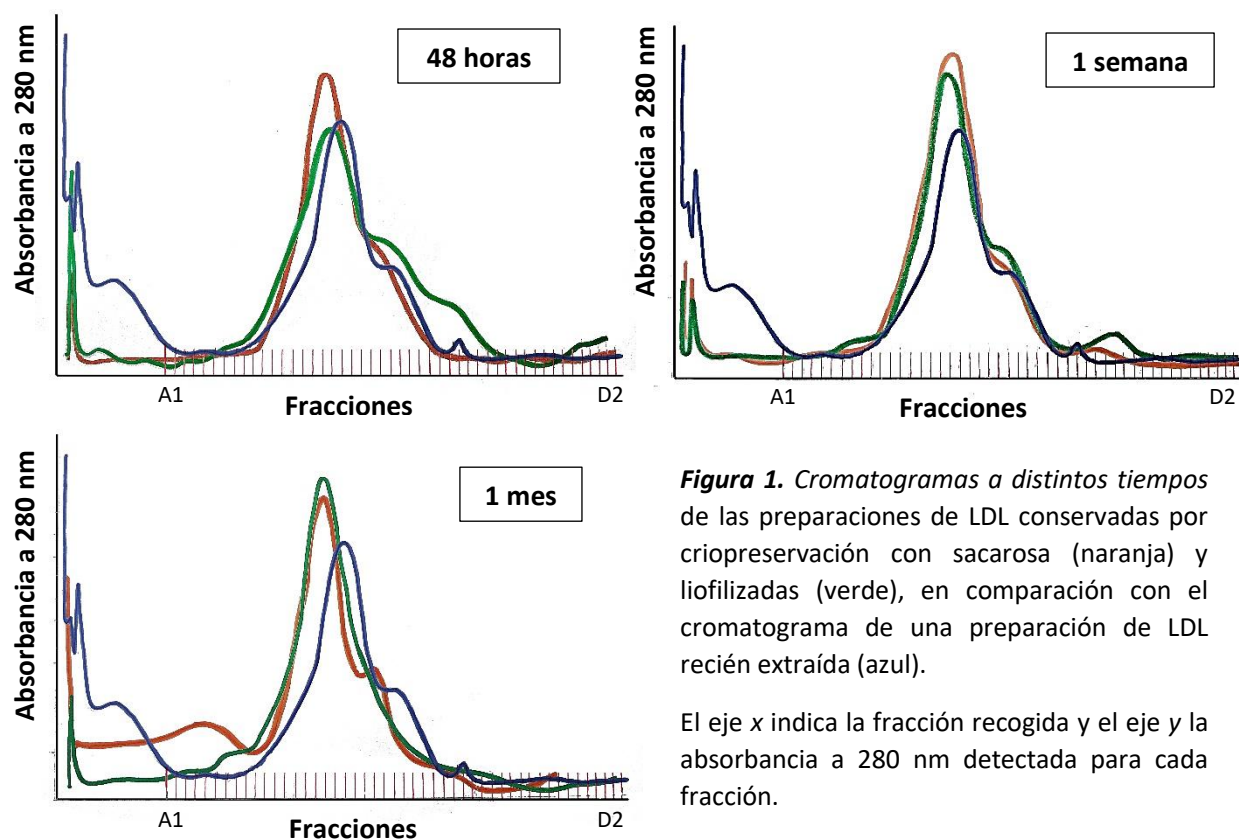 Absorbancia a 280 nm
48 horas
A1
Fracciones
D2
Absorbancia a 280 nm
1 semana
A1
Fracciones
D2
Absorbancia a 280 nm
1 mes
A1
Fracciones
D2
Figura 1. Cromatogramas a distintos tiempos
de las preparaciones de LDL conservadas por
criopreservación con sacarosa (naranja) y
liofilizadas (verde), en comparación con el
cromatograma de una preparación de LDL
recién extraída (azul).
El eje x indica la fracción recogida y el eje y la
absorbancia a 280 nm detectada para cada
fracción.